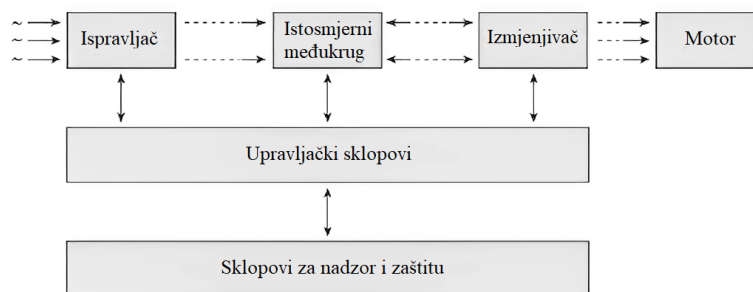 ~
~
~
Ispravljač
Istosmjerni
međukrug
Izmjenjivač
Motor
Upravljački sklopovi
Sklopovi za nadzor i zaštitu